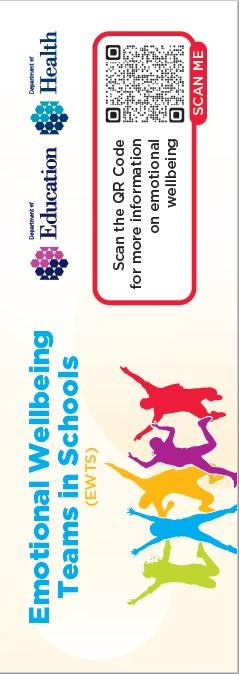 Emotional Wellbeing
Teams in Schools
(EWTS)
Department of
Education
Department of
Health
Scan the QR Code
for more information
on emotional
wellbeing
SCAN ME